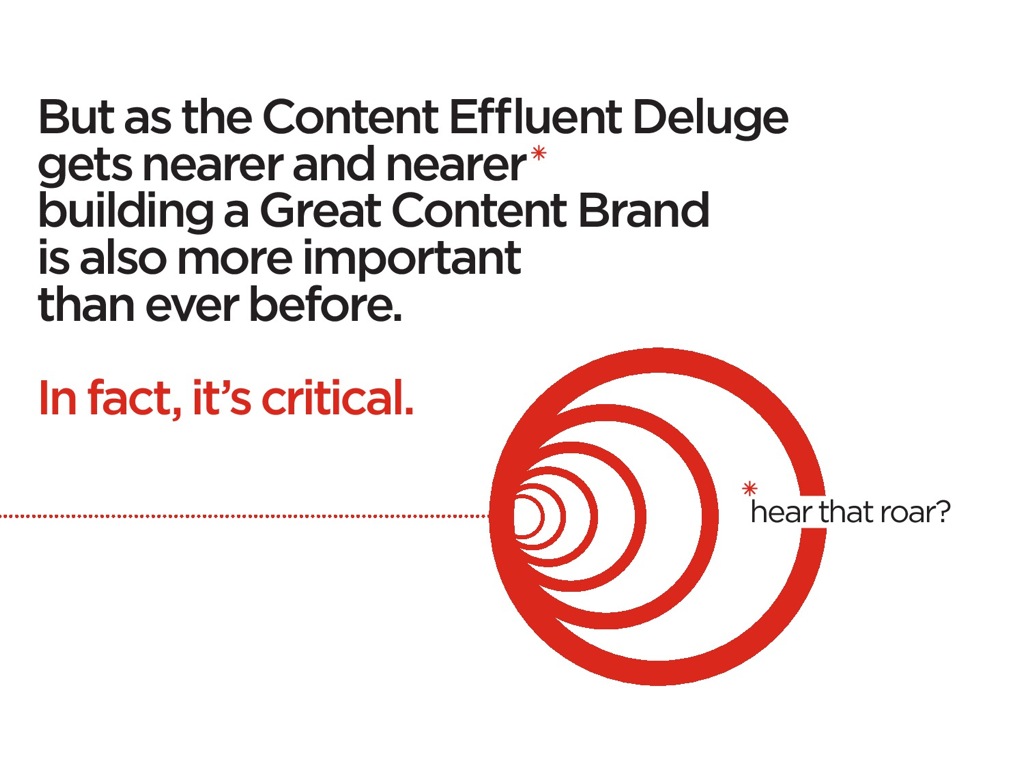 But as the Content Effluent Deluge
gets nearer and nearer*
building a Great Content Brand
is also more important
than ever before.
In fact, it’s critical.
*hear that roar?